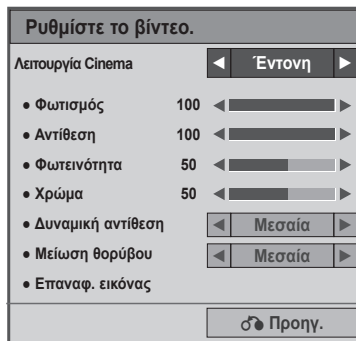 Ρυθμίστε το βίντεο.
Λειτουργία Cinema ◀ Έντονη ▶
● Φωτισμός 100
● Αντίθεση 100
● Φωτεινότητα 50
● Χρώμα 50
● Δυναμική αντίθεση ◀ Μεσαία ▶
● Μείωση θορύβου ◀ Μεσαία ▶
● Επαναφ. εικόνας
Προηγ.